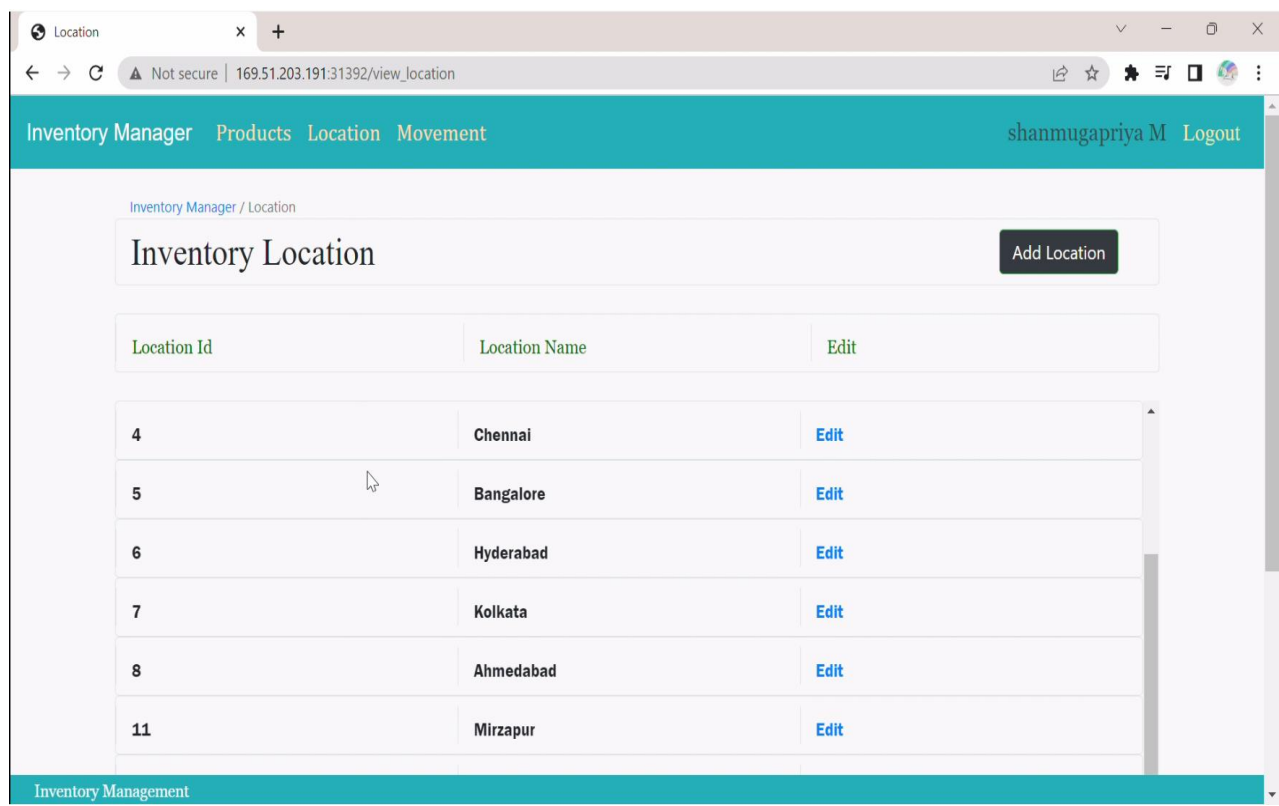 Location
Not secure | 169.51.203.191:31392/view_location
Inventory Manager Products Location Movement shanmugapriya M Logout
Inventory Manager / Location
Inventory Location Add Location
Location Id Location Name Edit
4 Chennai Edit
5 Bangalore Edit
6 Hyderabad Edit
7 Kolkata Edit
8 Ahmedabad Edit
11 Mirzapur Edit
Inventory Management